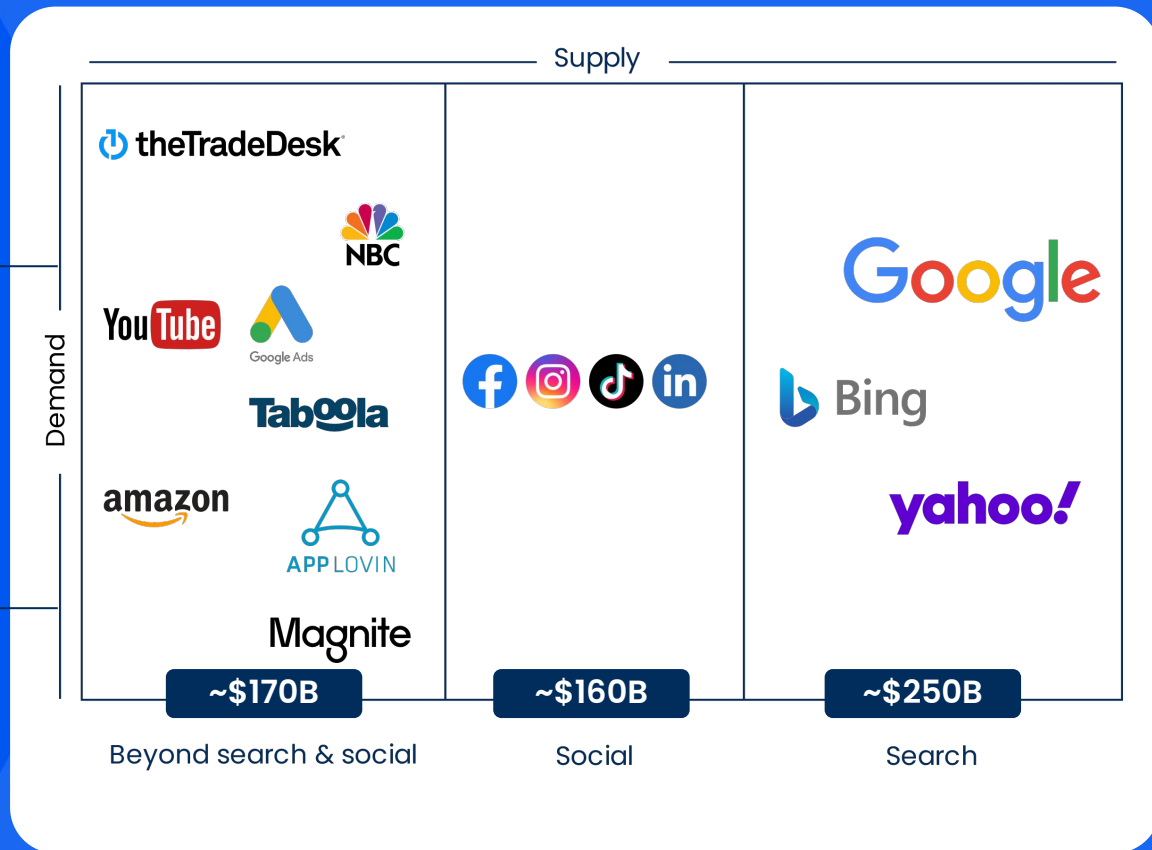 Supply
Demand
theTradeDesk
NBC
YouTube
Google Ads
Taboola
amazon
APPLOVIN
Magnite
~$170B
Beyond search & social
in
~$160B
Social
Google
Bing
yahoo!
~$250B
Search